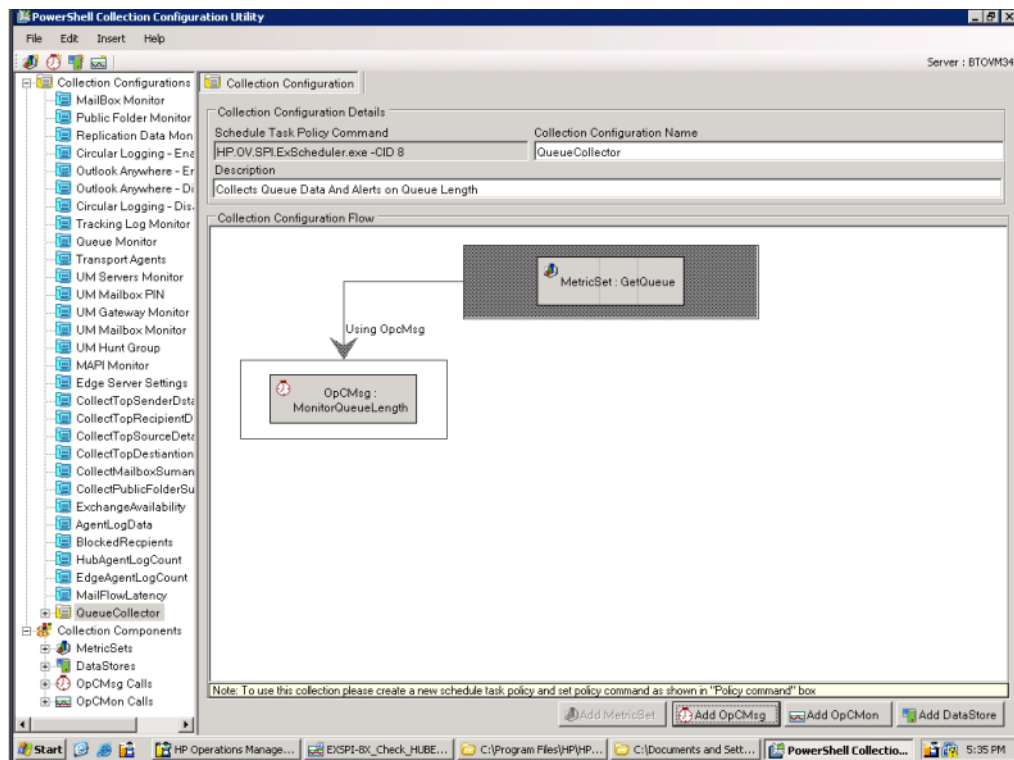 PowerShell Collection Configuration Utility
File Edit Insert Help
Server : BTOVM34
Collection Configurations
MailBox Monitor
Public Folder Monitor
Replication Data Mon
Circular Logging - Ena
Outlook Anywhere - Er
Outlook Anywhere - Di
Circular Logging - Dis
Tracking Log Monitor
Queue Monitor
Transport Agents
UM Servers Monitor
UM Mailbox PIN
UM Gateway Monitor
UM Mailbox Monitor
UM Hunt Group
MAPI Monitor
Edge Server Settings
CollectTopSenderDsta
CollectTopRecipientD
CollectTopSourceDeta
CollectTopDestiantion
CollectMailboxSuman
CollectPublicFolderSu
ExchangeAvailability
AgentLogData
BlockedRecpients
HubAgentLogCount
EdgeAgentLogCount
MailFlowLatency
QueueCollector
Collection Components
MetricSets
DataStores
OpCMsg Calls
OpCMon Calls
Collection Configuration
Collection Configuration Details
Schedule Task Policy Command
Collection Configuration Name
HP.OV.SPI.ExScheduler.exe -CID 8
QueueCollector
Description
Collects Queue Data And Alerts on Queue Length
Collection Configuration Flow
MetricSet : GetQueue
Using OpcMsg
OpCMsg :
MonitorQueueLength
Note: To use this collection please create a new schedule task policy and set policy command as shown in "Policy command" box
Add MetricSet
Add OpCMsg
Add OpCMon
Add DataStore
Start
HP Operations Manage...
EXSPI-8X_Check_HUBE...
C:\Program Files\HP\HP...
C:\Documents and Sett...
PowerShell Collectio...
5:35 PM